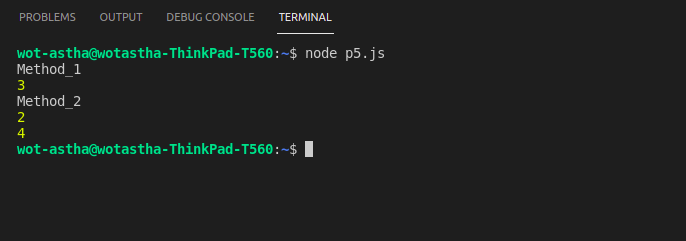 PROBLEMS OUTPUT DEBUG CONSOLE TERMINAL
wot-astha@wotastha-ThinkPad-T560:~$ node p5.js
Method_1
3
Method_2
2
4
wot-astha@wotastha-ThinkPad-T560:~$